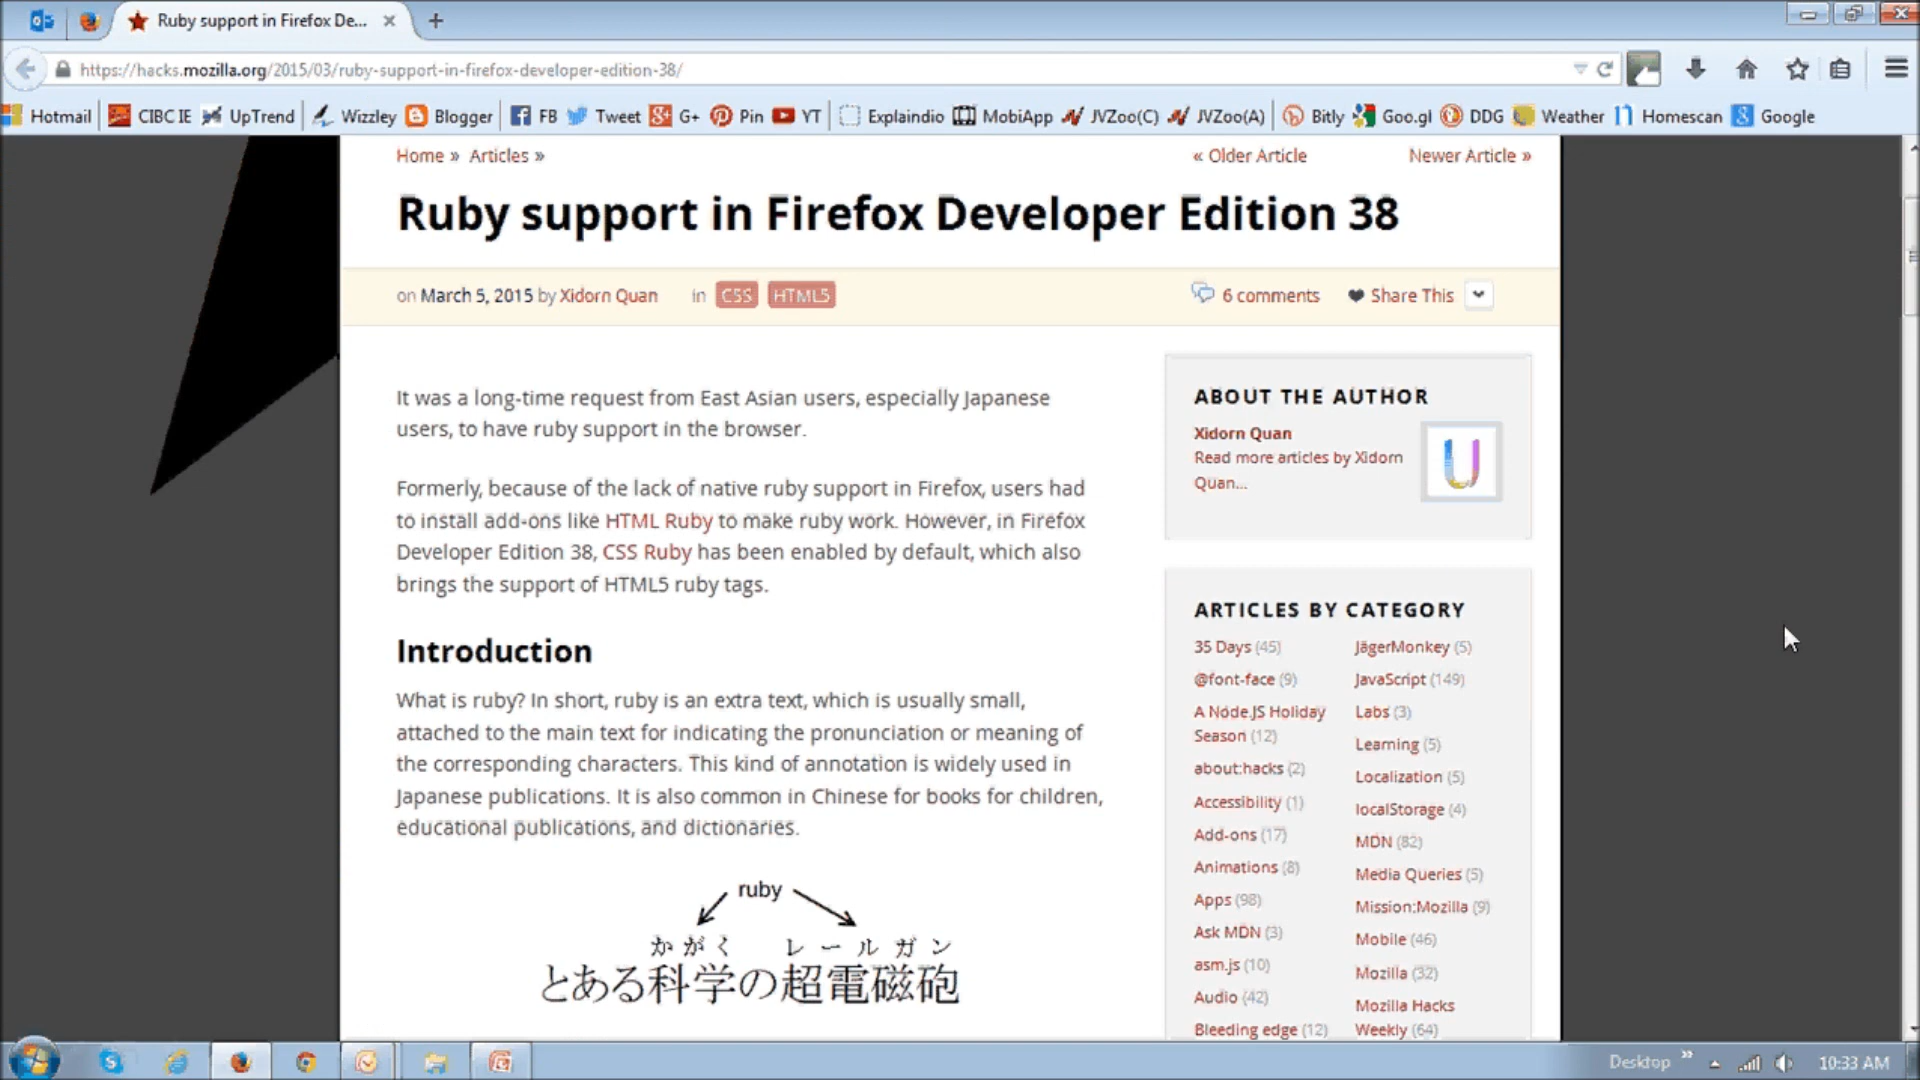 Ruby support in Firefox De...
https://hacks.mozilla.org/2015/03/ruby-support-in-firefox-developer-edition-38/
Hotmail CIBC IE UpTrend Wizzley Blogger FB Tweet G+ Pin YT Explaindio MobiApp JVZoo(C) JVZoo(A) Bitly Goo.gl DDG Weather Homescan Google
Home » Articles »
« Older Article Newer Article »
Ruby support in Firefox Developer Edition 38
on March 5, 2015 by Xidorn Quan in CSS HTML5
6 comments Share This
It was a long-time request from East Asian users, especially Japanese
users, to have ruby support in the browser.
Formerly, because of the lack of native ruby support in Firefox, users had
to install add-ons like HTML Ruby to make ruby work. However, in Firefox
Developer Edition 38, CSS Ruby has been enabled by default, which also
brings the support of HTML5 ruby tags.
Introduction
What is ruby? In short, ruby is an extra text, which is usually small,
attached to the main text for indicating the pronunciation or meaning of
the corresponding characters. This kind of annotation is widely used in
Japanese publications. It is also common in Chinese for books for children,
educational publications, and dictionaries.
ruby
かがく レールガン
とある科学の超電磁砲
ABOUT THE AUTHOR
Xidorn Quan
Read more articles by Xidorn
Quan...
U
ARTICLES BY CATEGORY
35 Days (45)
@font-face (9)
A Node.JS Holiday
Season (12)
about:hacks (2)
Accessibility (1)
Add-ons (17)
Animations (8)
Apps (98)
Ask MDN (3)
asm.js (10)
Audio (42)
Bleeding edge (12)
JägerMonkey (5)
JavaScript (149)
Labs (3)
Learning (5)
Localization (5)
localStorage (4)
MDN (82)
Media Queries (5)
Mission:Mozilla (9)
Mobile (46)
Mozilla (32)
Mozilla Hacks
Weekly (64)
Desktop » 10:33 AM